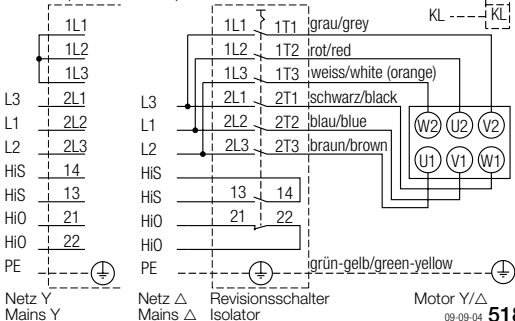 KL KL
1L1 1L1 1T1 grau/grey
1L2 1L2 1T2 rot/red
1L3 1L3 1T3 weiss/white (orange)
L3 2L1 L3 2L1 2T1 schwarz/black
L1 2L2 L1 2L2 2T2 blau/blue
L2 2L3 L2 2L3 2T3 braun/brown
W2 U2 V2
U1 V1 W1
HiS 14 HiS
HiS 13 HiS 13 14
HiO 21 HiO 21 22
HiO 22 HiO
PE PE grün-gelb/green-yellow
Netz Y Netz △ Revisionsschalter Motor Y/△
Mains Y Mains △ Isolator 09-09-04 518